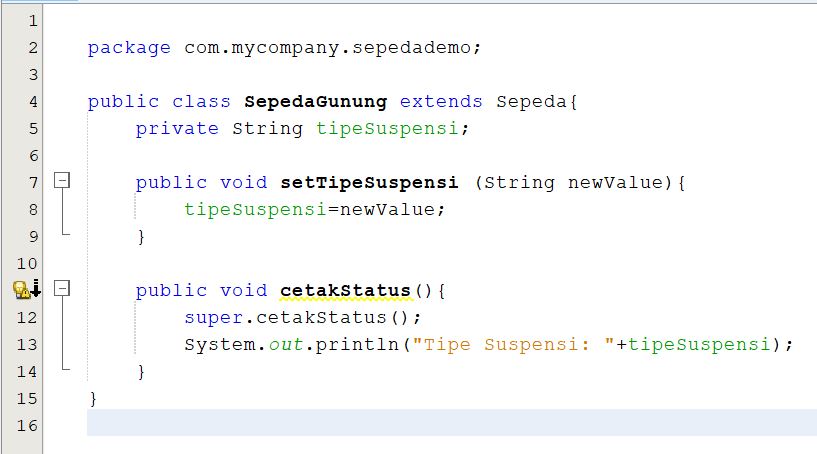 1
2 package com.mycompany.sepedademo;
3
4 public class SepedaGunung extends Sepeda{
5 private String tipeSuspensi;
6
7 public void setTipeSuspensi (String newValue){
8 tipeSuspensi=newValue;
9 }
10
public void cetakStatus(){
12 super.cetakStatus();
13 System.out.println("Tipe Suspensi: "+tipeSuspensi);
14 }
15 }
16